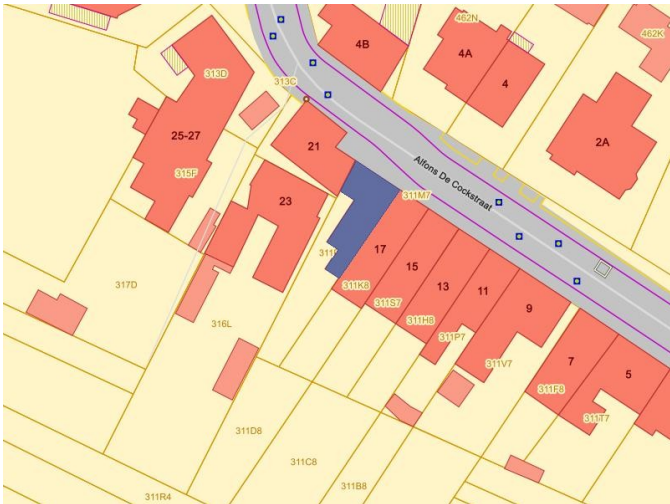 462N
462K
4B
4A
313D
4
313C
2A
25-27
21
Alfons De Cockstraat
315F
23
311M7
17
15
317D
311K8
13
311S7
11
316L
311H8
9
311P7
311V7
7
5
311F8
311T7
311D8
311C8
311B8
311R4